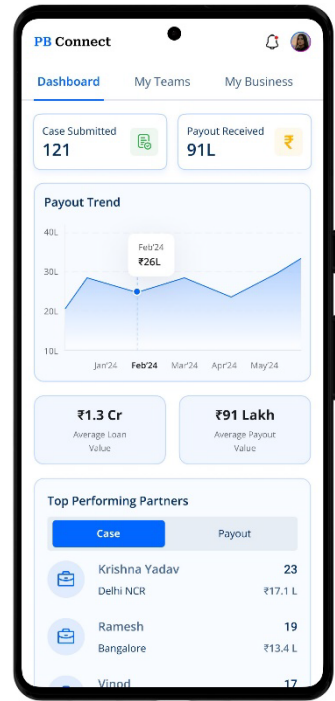 PB Connect
Dashboard My Teams My Business
Case Submitted
121
Payout Received
91L
₹
Payout Trend
40L
30L
20L
10L
Feb'24
₹26L
Jan'24 Feb'24 Mar'24 Apr'24 May'24
₹1.3 Cr
Average Loan
Value
₹91 Lakh
Average Payout
Value
Top Performing Partners
Case Payout
Krishna Yadav 23
Delhi NCR ₹17.1 L
Ramesh 19
Bangalore ₹13.4 L
Vinod 17